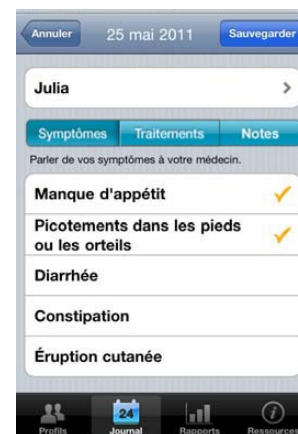 Annuler 25 mai 2011 Sauvegarder
Julia
Symptômes Traitements Notes
Parler de vos symptômes à votre médecin.
Manque d'appétit
Picotements dans les pieds
ou les orteils
Diarrhée
Constipation
Éruption cutanée
24
Profils Journal Rapports Ressources